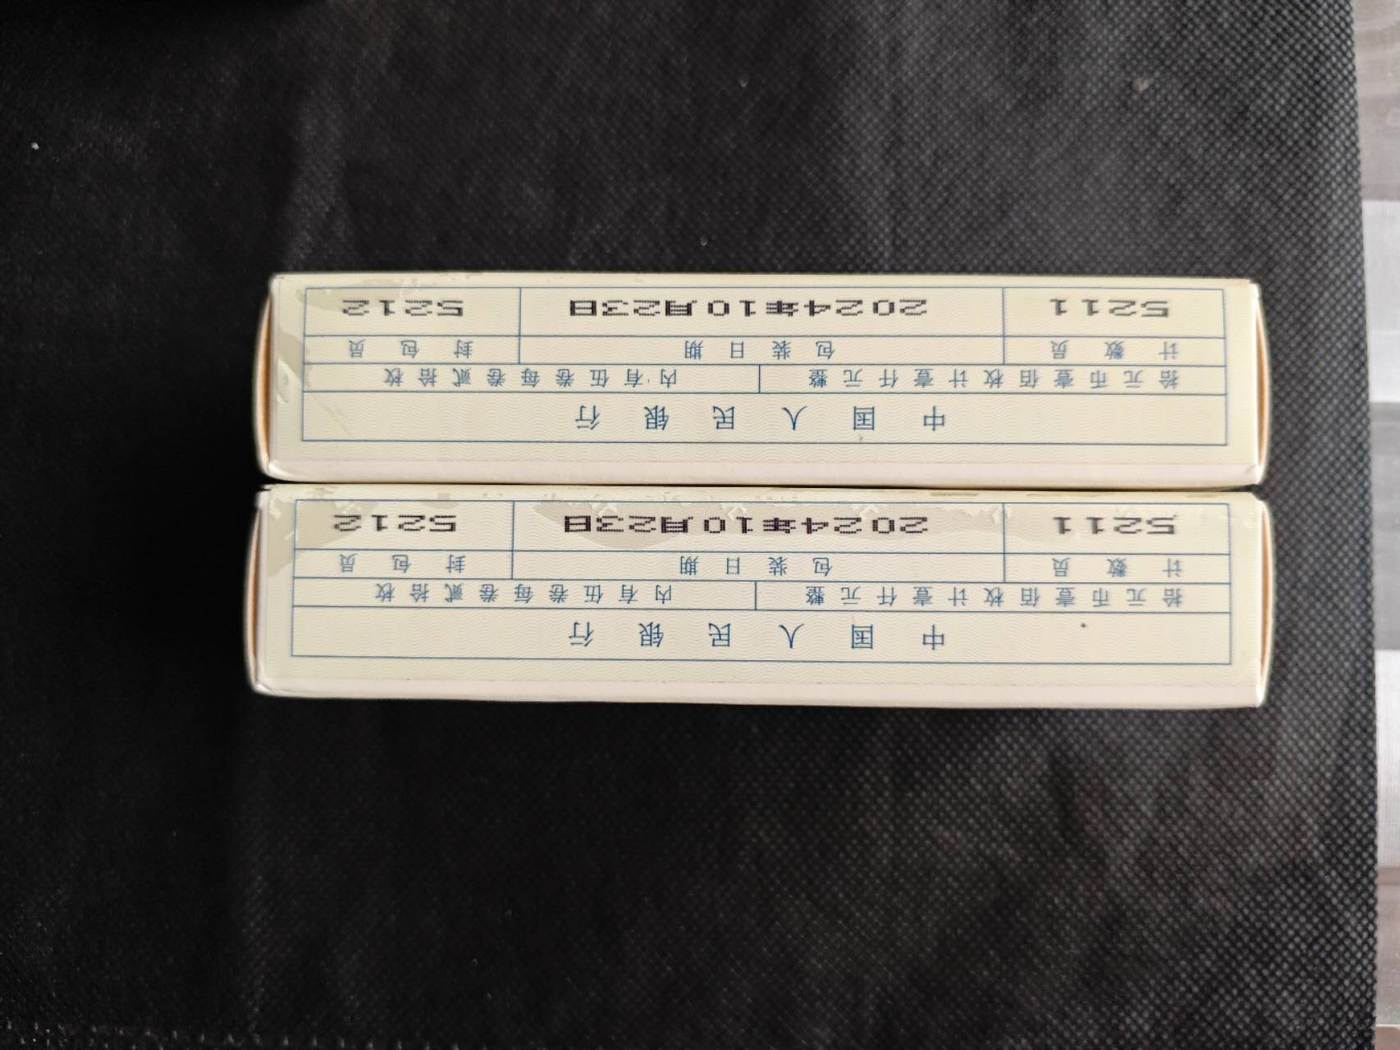 中国人民银行
拾元币壹佰枚计壹仟元整 内有伍卷每卷贰拾枚
计数员 包装日期 封包员
5211 2024年10月23日 5212
中国人民银行
拾元币壹佰枚计壹仟元整 内有伍卷每卷贰拾枚
计数员 包装日期 封包员
5211 2024年10月23日 5212